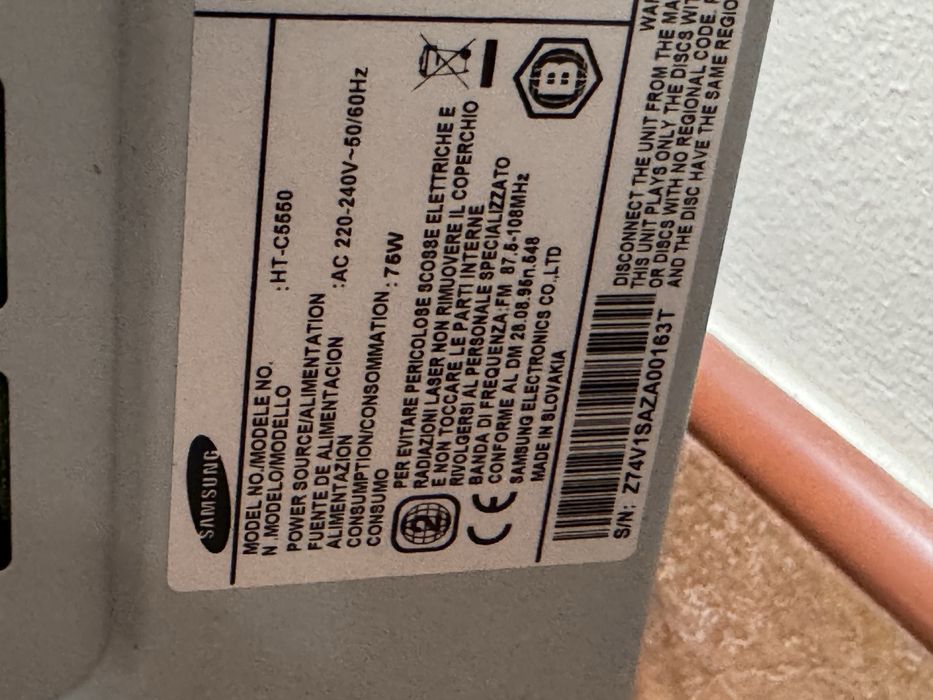 SAMSUNG
MODEL NO./MODELE NO.
N .MODELO/MODELLO
:HT-C5550
POWER SOURCE/ALIMENTATION
FUENTE DE ALIMENTACION
ALIMENTAZION
:AC 220-240V~50/60Hz
CONSUMPTION/CONSOMMATION
CONSUMO
:75W
PER EVITARE PERICOLOSE SCOSSE ELETTRICHE E
RADIAZIONI LASER NON RIMUOVERE IL COPERCHIO
E NON TOCCARE LE PARTI INTERNE
RIVOLGERSI AL PERSONALE SPECIALIZZATO
BANDA DI FREQUENZA:FM 87.5-108MHz
CONFORME AL DM 28.08.95n.548
SAMSUNG ELECTRONICS CO.,LTD
MADE IN SLOVAKIA
2
CE
B
S/N: Z74V1SAZA00163T
DISCONNECT THE UNIT FROM THE MA
THIS UNIT PLAYS ONLY THE DISCS WIT
OR DISCS WITH NO REGIONAL CODE.
AND THE DISC HAVE THE SAME REGIO